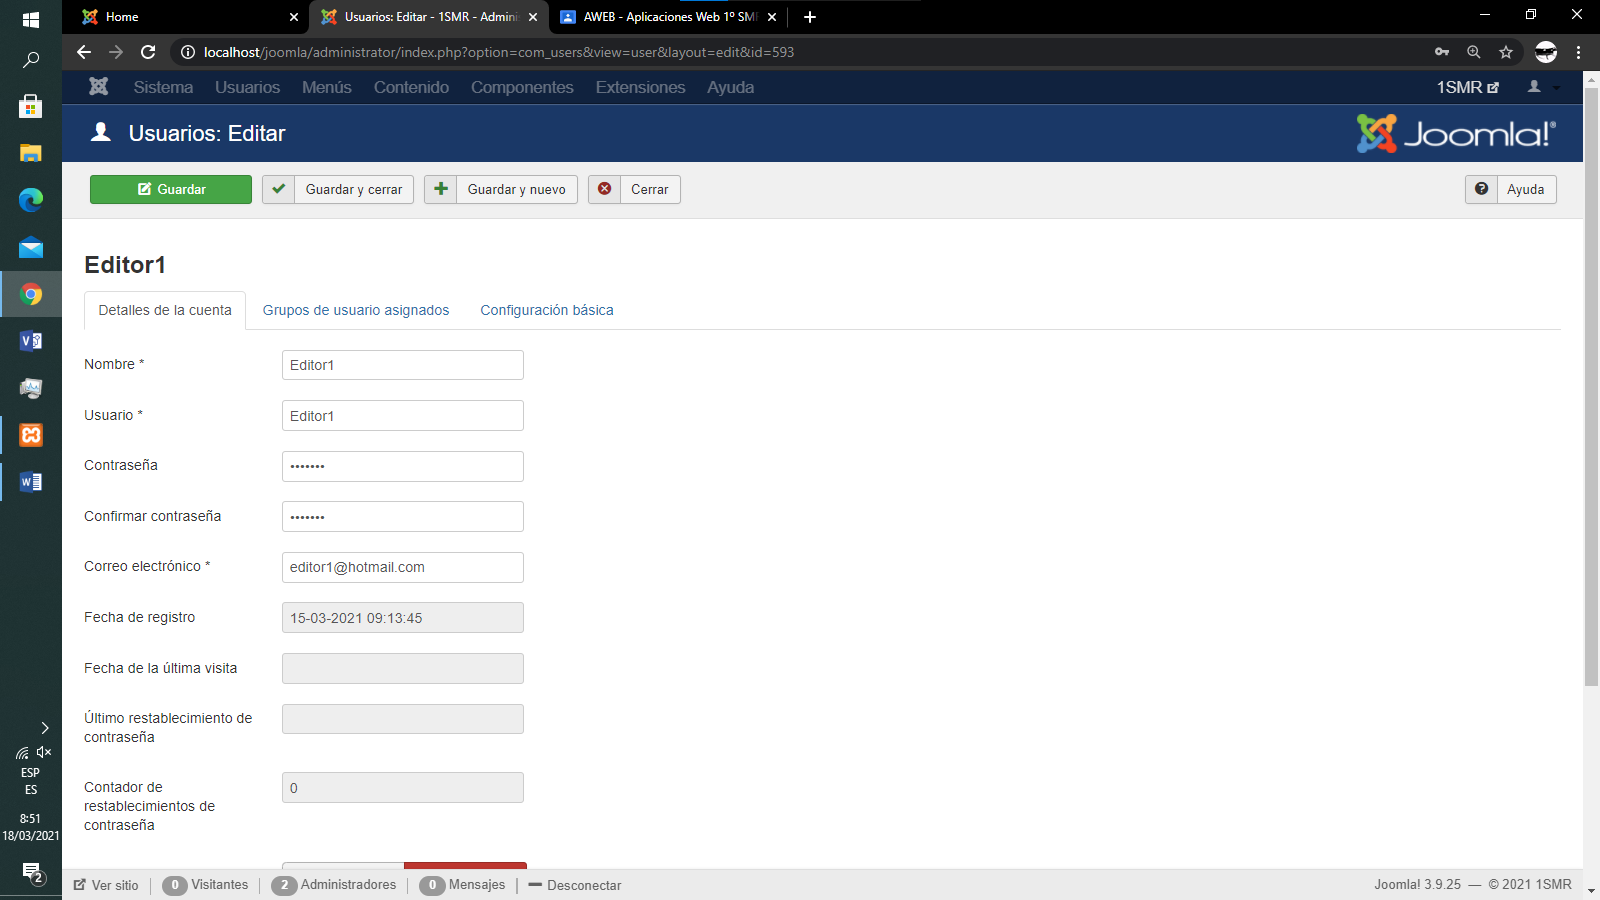 Home
Usuarios: Editar - 1SMR - Admini
AWEB - Aplicaciones Web 1º SM
localhost/joomla/administrator/index.php?option=com_users&view=user&layout=edit&id=593
Sistema Usuarios Menús Contenido Componentes Extensiones Ayuda 1SMR
Usuarios: Editar
Joomla!®
Guardar Guardar y cerrar Guardar y nuevo Cerrar Ayuda
Editor1
Detalles de la cuenta Grupos de usuario asignados Configuración básica
Nombre * Editor1
Usuario * Editor1
Contraseña •••••••
Confirmar contraseña •••••••
Correo electrónico * editor1@hotmail.com
Fecha de registro 15-03-2021 09:13:45
Fecha de la última visita
Último restablecimiento de
contraseña
Contador de
restablecimientos de
contraseña
0
ESP
ES
8:51
18/03/2021
2
Ver sitio 0 Visitantes 2 Administradores 0 Mensajes Desconectar Joomla! 3.9.25 — © 2021 1SMR